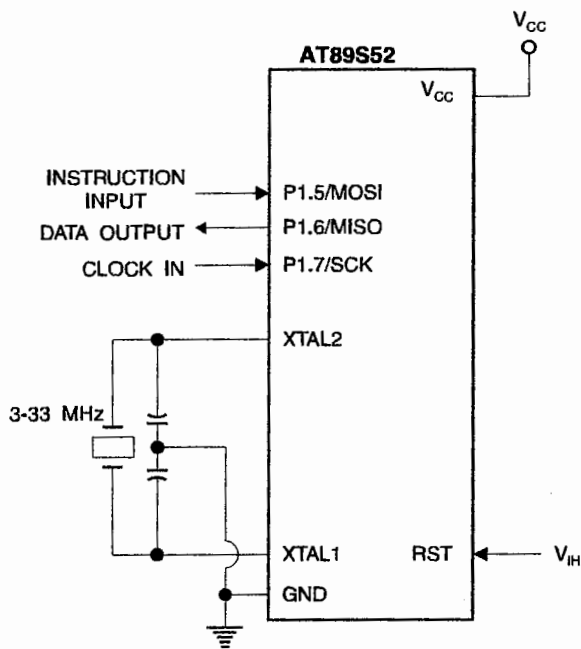 V_CC
AT89S52
V_CC
INSTRUCTION
INPUT
P1.5/MOSI
DATA OUTPUT
P1.6/MISO
CLOCK IN
P1.7/SCK
XTAL2
3-33 MHz
XTAL1
RST
V_IH
GND